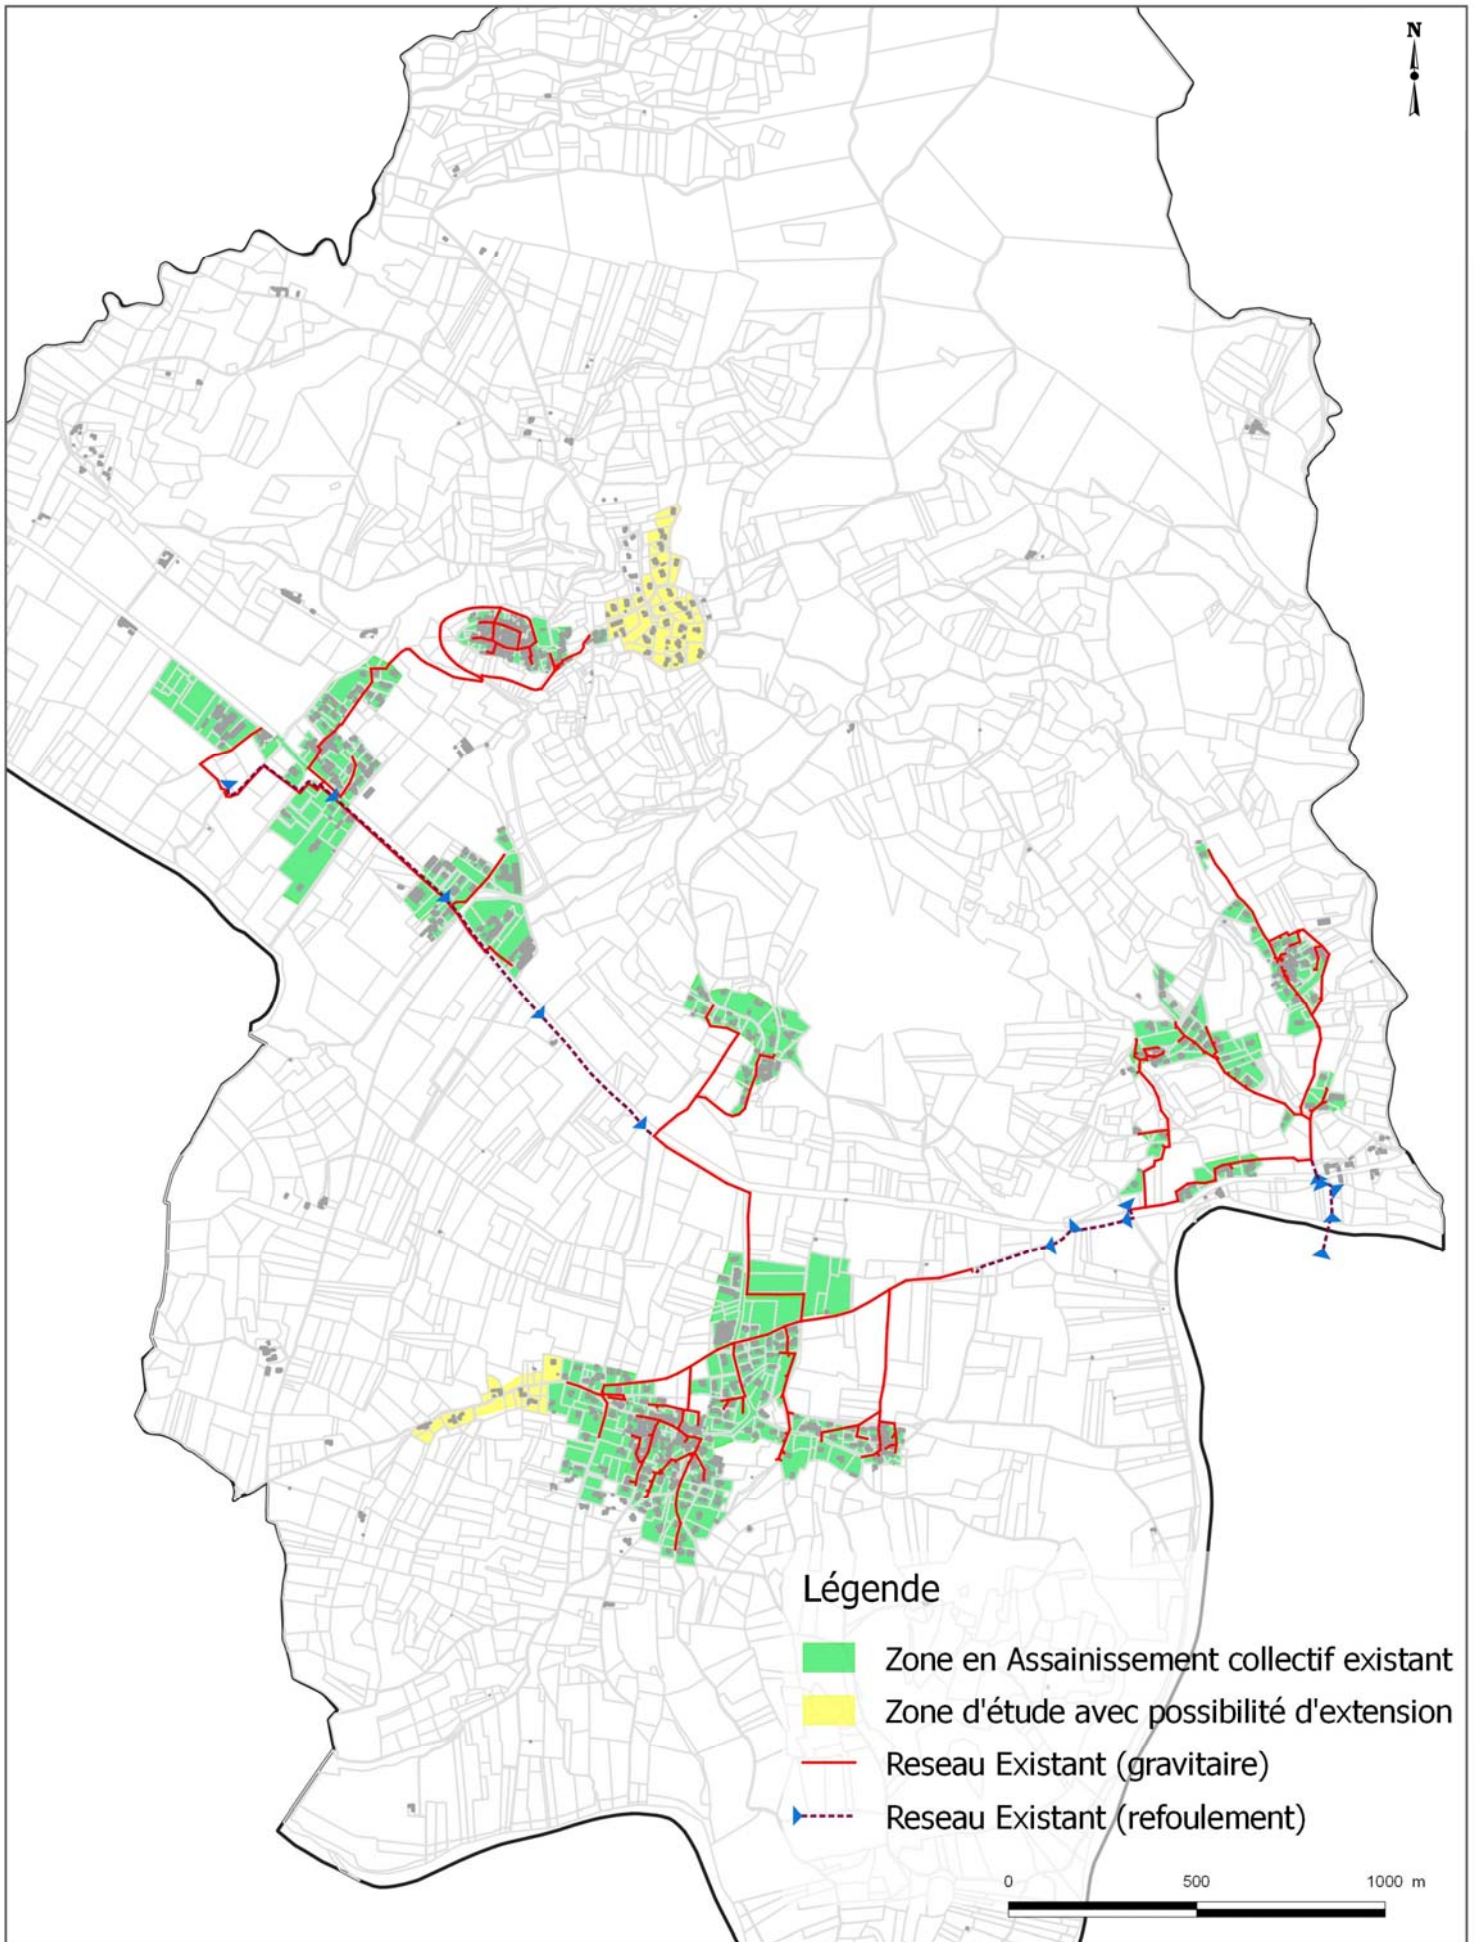 N
Légende
Zone en Assainissement collectif existant
Zone d'étude avec possibilité d'extension
Reseau Existant (gravitaire)
Reseau Existant (refoulement)
0 500 1000 m